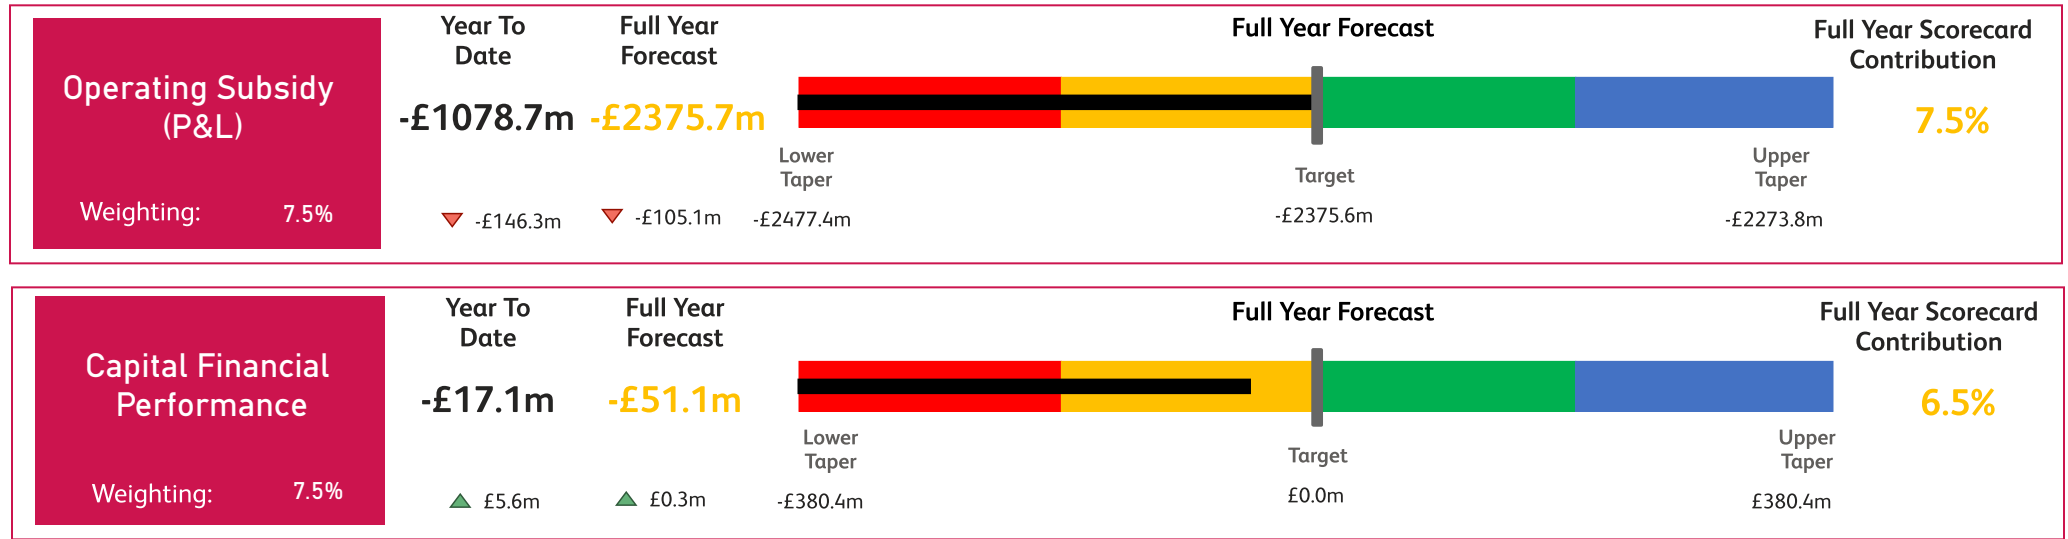 Operating Subsidy
(P&L)
Weighting: 7.5%
Year To
Date
-£1078.7m
-£146.3m
Full Year
Forecast
-£2375.7m
-£105.1m
Full Year Forecast
Lower
Taper
-£2477.4m
Target
-£2375.6m
Upper
Taper
-£2273.8m
Full Year Scorecard
Contribution
7.5%
Capital Financial
Performance
Weighting: 7.5%
Year To
Date
-£17.1m
£5.6m
Full Year
Forecast
-£51.1m
£0.3m
Full Year Forecast
Lower
Taper
-£380.4m
Target
£0.0m
Upper
Taper
£380.4m
Full Year Scorecard
Contribution
6.5%